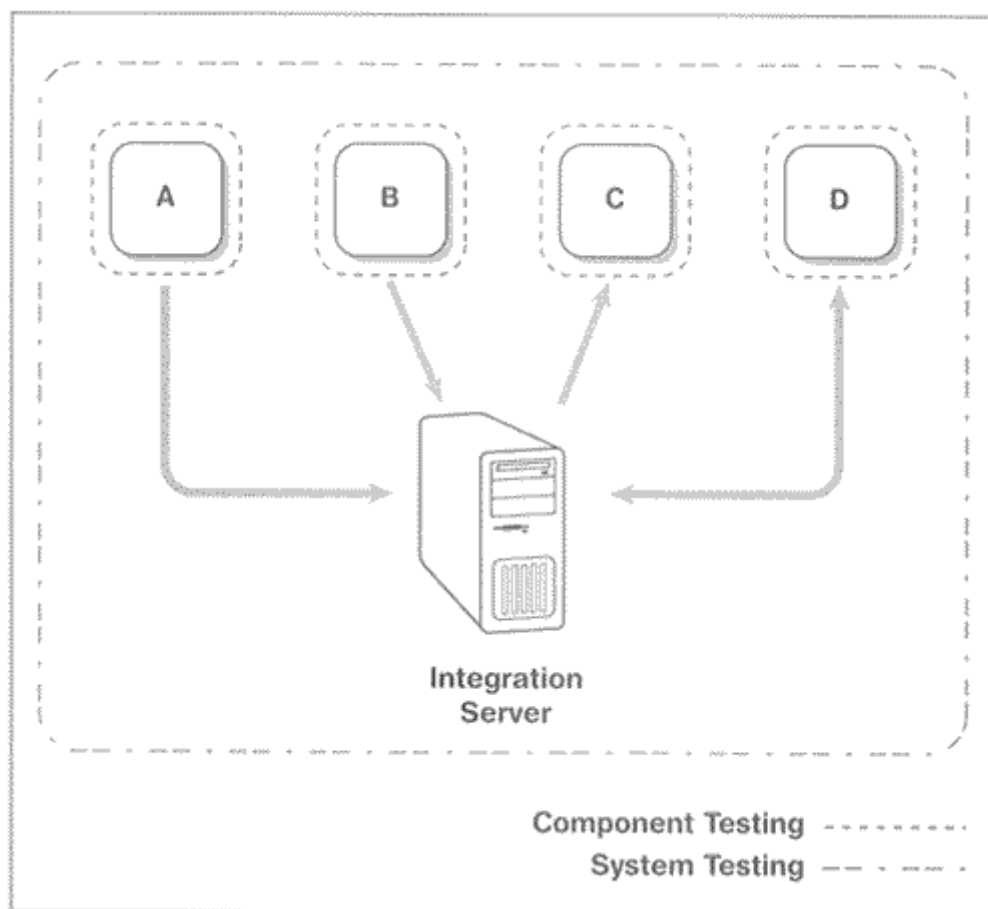 A
B
C
D
Integration
Server
Component Testing
System Testing